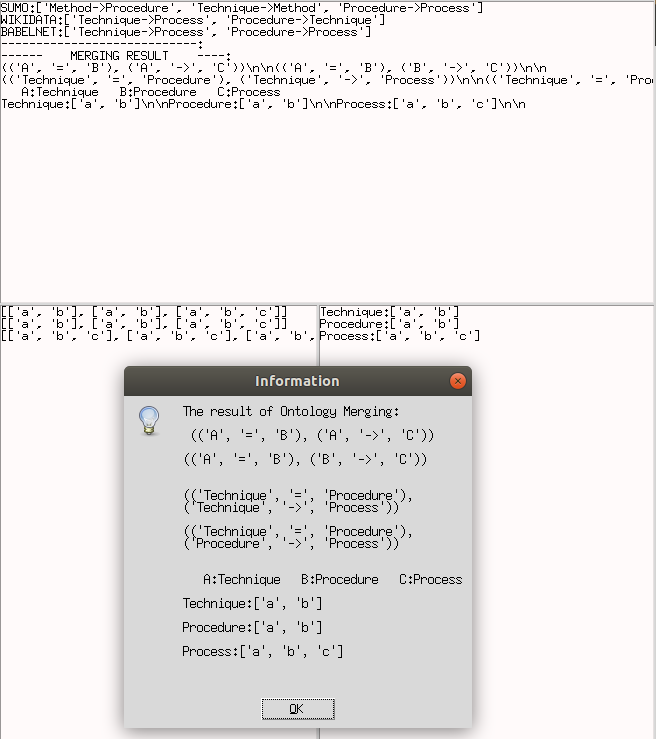 SUMO:['Method->Procedure', 'Technique->Method', 'Procedure->Process']
WIKIDATA:['Technique->Process', 'Procedure->Technique']
BABELNET:['Technique->Process', 'Procedure->Process']
----------------------------:
------    MERGING RESULT    ----:
(('A', '=', 'B'), ('A', '->', 'C'))\n\n(('A', '=', 'B'), ('B', '->', 'C'))\n\n
(('Technique', '=', 'Procedure'), ('Technique', '->', 'Process'))\n\n(('Technique', '=', 'Pro
A:Technique   B:Procedure   C:Process
Technique:['a', 'b']\n\nProcedure:['a', 'b']\n\nProcess:['a', 'b', 'c']\n\n
[['a', 'b'], ['a', 'b'], ['a', 'b', 'c']]
[['a', 'b'], ['a', 'b'], ['a', 'b', 'c']]
[['a', 'b', 'c'], ['a', 'b', 'c'], ['a', 'b',
Technique:['a', 'b']
Procedure:['a', 'b']
Process:['a', 'b', 'c']
Information
The result of Ontology Merging:
(('A', '=', 'B'), ('A', '->', 'C'))
(('A', '=', 'B'), ('B', '->', 'C'))
(('Technique', '=', 'Procedure'),
('Technique', '->', 'Process'))
(('Technique', '=', 'Procedure'),
('Procedure', '->', 'Process'))
A:Technique   B:Procedure   C:Process
Technique:['a', 'b']
Procedure:['a', 'b']
Process:['a', 'b', 'c']
OK